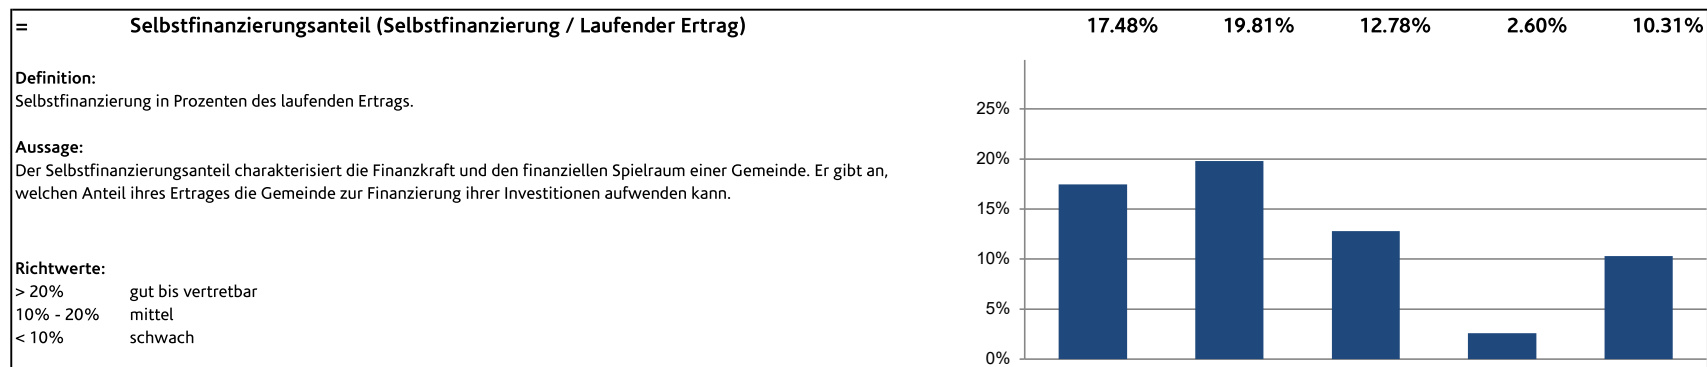 = Selbstfinanzierungsanteil (Selbstfinanzierung / Laufender Ertrag) 17.48% 19.81% 12.78% 2.60% 10.31%
Definition:
Selbstfinanzierung in Prozenten des laufenden Ertrags.
Aussage:
Der Selbstfinanzierungsanteil charakterisiert die Finanzkraft und den finanziellen Spielraum einer Gemeinde. Er gibt an,
welchen Anteil ihres Ertrages die Gemeinde zur Finanzierung ihrer Investitionen aufwenden kann.
Richtwerte:
> 20% gut bis vertretbar
10% - 20% mittel
< 10% schwach
25%
20%
15%
10%
5%
0%